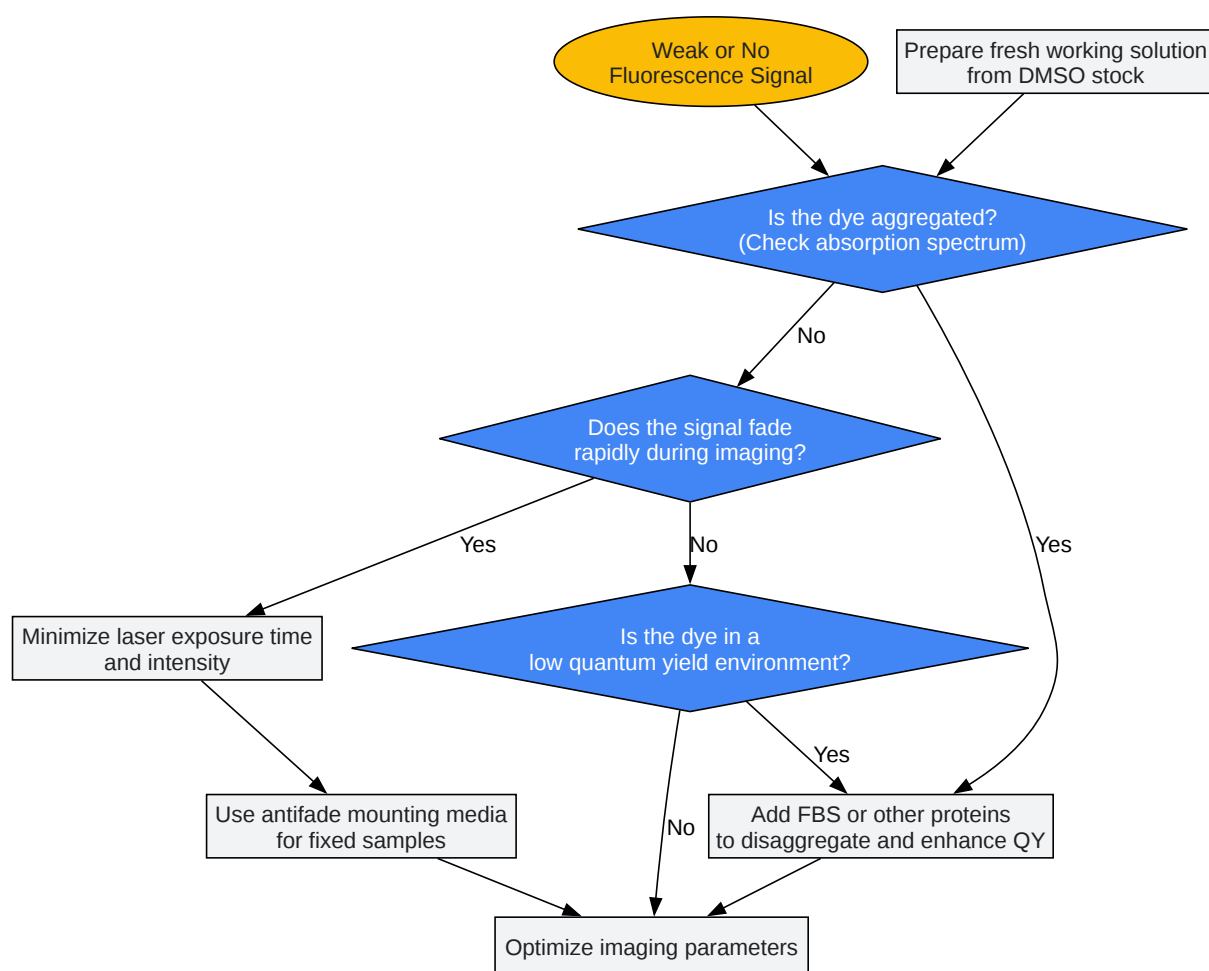 Weak or No
Fluorescence Signal
Prepare fresh working solution
from DMSO stock
Is the dye aggregated?
(Check absorption spectrum)
No
Does the signal fade
rapidly during imaging?
Yes
No
Yes
Minimize laser exposure time
and intensity
Is the dye in a
low quantum yield environment?
Yes
No
Use antifade mounting media
for fixed samples
Add FBS or other proteins
to disaggregate and enhance QY
Optimize imaging parameters